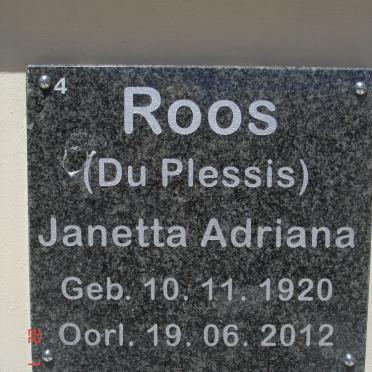 4
Roos
(Du Plessis)
Janetta Adriana
Geb. 10. 11. 1920
Oorl. 19. 06. 2012